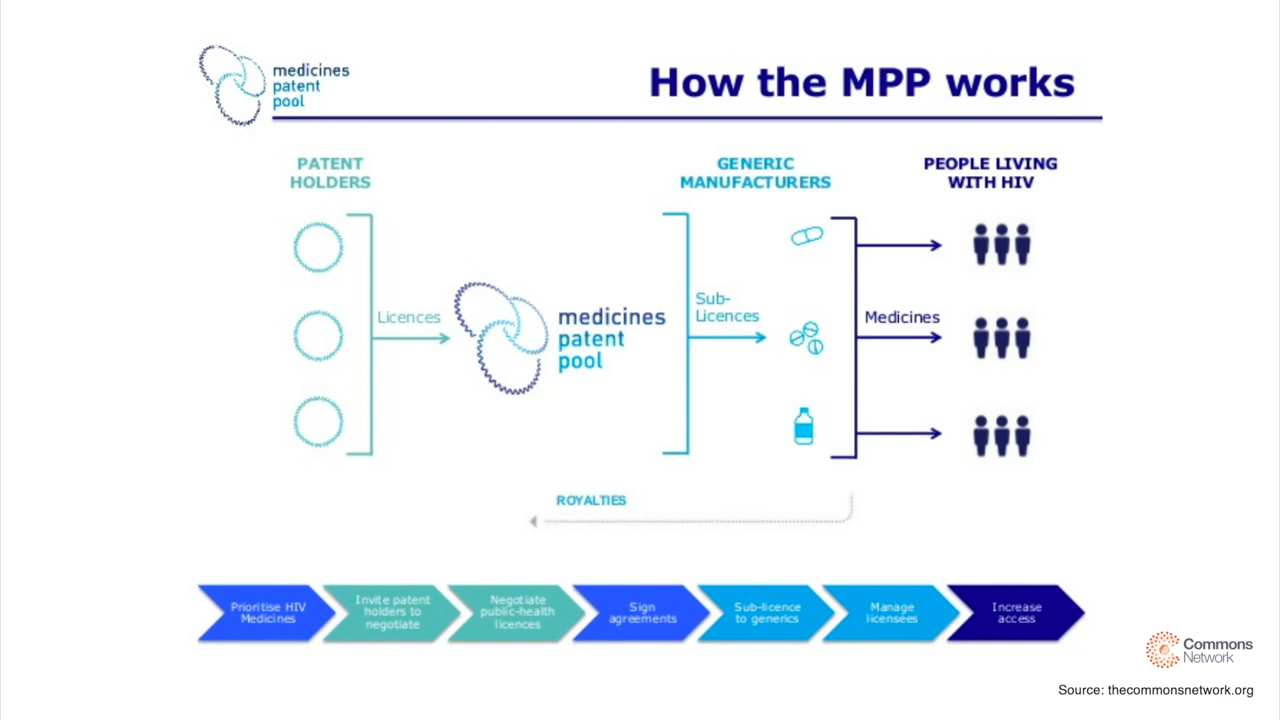 medicines
patent
pool
How the MPP works
PATENT
HOLDERS
GENERIC
MANUFACTURERS
PEOPLE LIVING
WITH HIV
Licences
medicines
patent
pool
Sub-
Licences
Medicines
ROYALTIES
Prioritise HIV
Medicines
Invite patent
holders to
negotiate
Negotiate
public-health
licences
Sign
agreements
Sub-licence
to generics
Manage
licensees
Increase
access
Commons
Network
Source: thecommonsnetwork.org